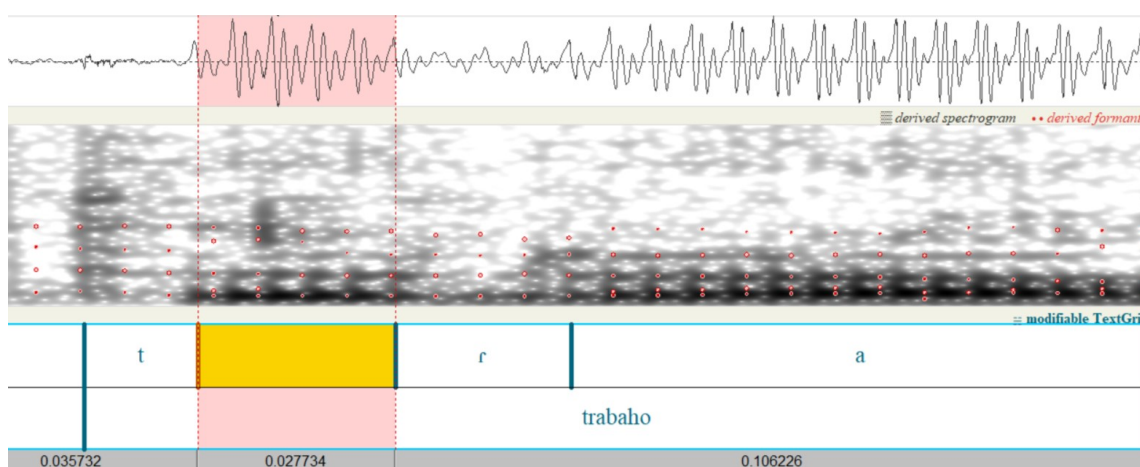 derived spectrogram derived formant
modifiable TextGri
t ɾ a
trabaho
0.035732 0.027734 0.106226